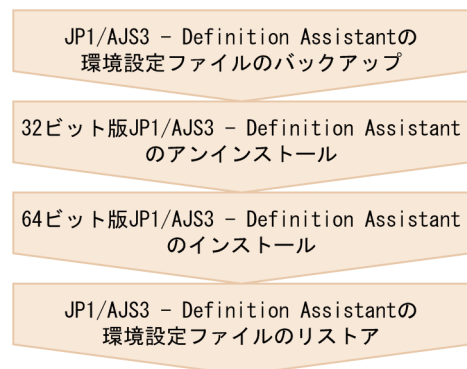 JP1/AJS3 - Definition Assistantの
環境設定ファイルのバックアップ
32ビット版JP1/AJS3 - Definition Assistant
のアンインストール
64ビット版JP1/AJS3 - Definition Assistant
のインストール
JP1/AJS3 - Definition Assistantの
環境設定ファイルのリストア